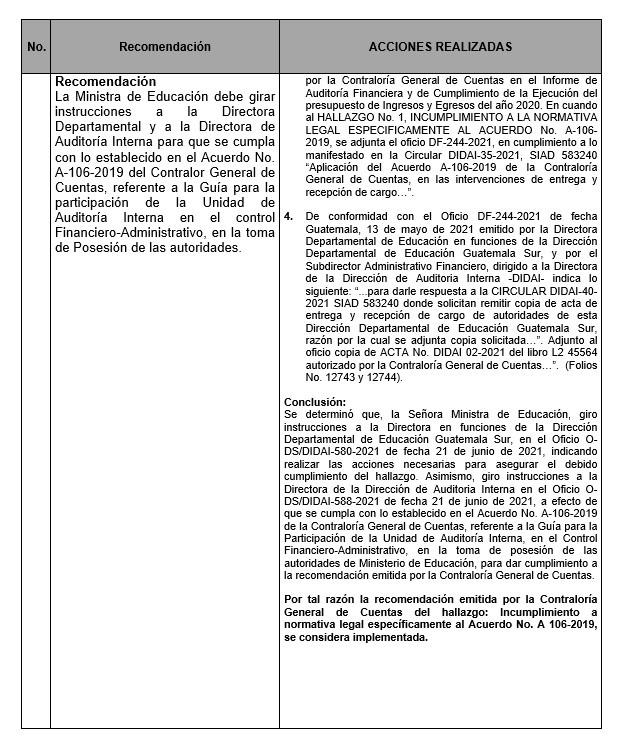 No.
Recomendación
ACCIONES REALIZADAS
Recomendación
La Ministra de Educación debe girar
instrucciones a la Directora
Departamental y a la Directora de
Auditoría Interna para que se cumpla
con lo establecido en el Acuerdo No.
A-106-2019 del Contralor General de
Cuentas, referente a la Guía para la
participación de la Unidad de
Auditoría Interna en el control
Financiero-Administrativo, en la toma
de Posesión de las autoridades.
por la Contraloría General de Cuentas en el Informe de
Auditoría Financiera y de Cumplimiento de la Ejecución del
presupuesto de Ingresos y Egresos del año 2020. En cuando
al HALLAZGO No. 1, INCUMPLIMIENTO A LA NORMATIVA
LEGAL ESPECIFICAMENTE AL ACUERDO No. A-106-
2019, se adjunta el oficio DF-244-2021, en cumplimiento a lo
manifestado en la Circular DIDAI-35-2021, SIAD 583240
“Aplicación del Acuerdo A-106-2019 de la Contraloría
General de Cuentas, en las intervenciones de entrega y
recepción de cargo…”.
4. De conformidad con el Oficio DF-244-2021 de fecha
Guatemala, 13 de mayo de 2021 emitido por la Directora
Departamental de Educación en funciones de la Dirección
Departamental de Educación Guatemala Sur, y por el
Subdirector Administrativo Financiero, dirigido a la Directora
de la Dirección de Auditoria Interna -DIDAI- indica lo
siguiente: “...para darle respuesta a la CIRCULAR DIDAI-40-
2021 SIAD 583240 donde solicitan remitir copia de acta de
entrega y recepción de cargo de autoridades de esta
Dirección Departamental de Educación Guatemala Sur,
razón por la cual se adjunta copia solicitada…”. Adjunto al
oficio copia de ACTA No. DIDAI 02-2021 del libro L2 45564
autorizado por la Contraloría General de Cuentas…”. (Folios
No. 12743 y 12744).
Conclusión:
Se determinó que, la Señora Ministra de Educación, giro
instrucciones a la Directora en funciones de la Dirección
Departamental de Educación Guatemala Sur, en el Oficio O-
DS/DIDAI-580-2021 de fecha 21 de junio de 2021, indicando
realizar las acciones necesarias para asegurar el debido
cumplimiento del hallazgo. Asimismo, giro instrucciones a la
Directora de la Dirección de Auditoria Interna en el Oficio O-
DS/DIDAI-588-2021 de fecha 21 de junio de 2021, a efecto de
que se cumpla con lo establecido en el Acuerdo No. A-106-2019
de la Contraloría General de Cuentas, referente a la Guía para la
Participación de la Unidad de Auditoría Interna, en el Control
Financiero-Administrativo, en la toma de posesión de las
autoridades de Ministerio de Educación, para dar cumplimiento a
la recomendación emitida por la Contraloría General de Cuentas.
Por tal razón la recomendación emitida por la Contraloría
General de Cuentas del hallazgo: Incumplimiento a
normativa legal específicamente al Acuerdo No. A 106-2019,
se considera implementada.